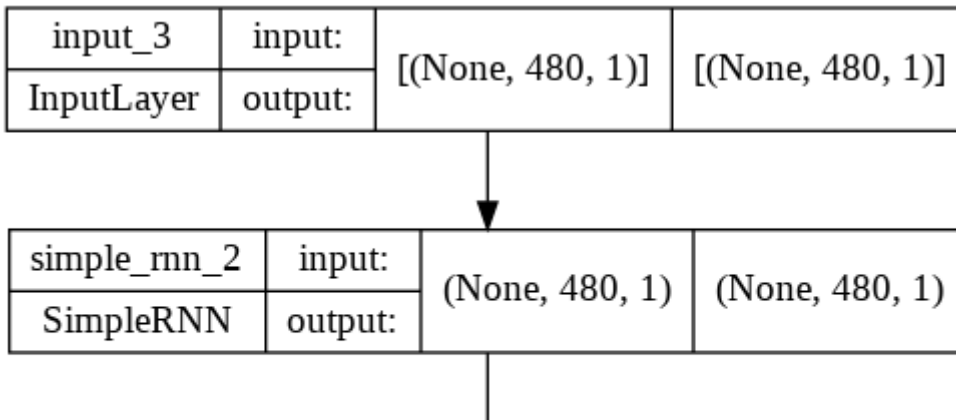 input_3 input: [(None, 480, 1)] [(None, 480, 1)]
InputLayer output:
simple_rnn_2 input: (None, 480, 1) (None, 480, 1)
SimpleRNN output: